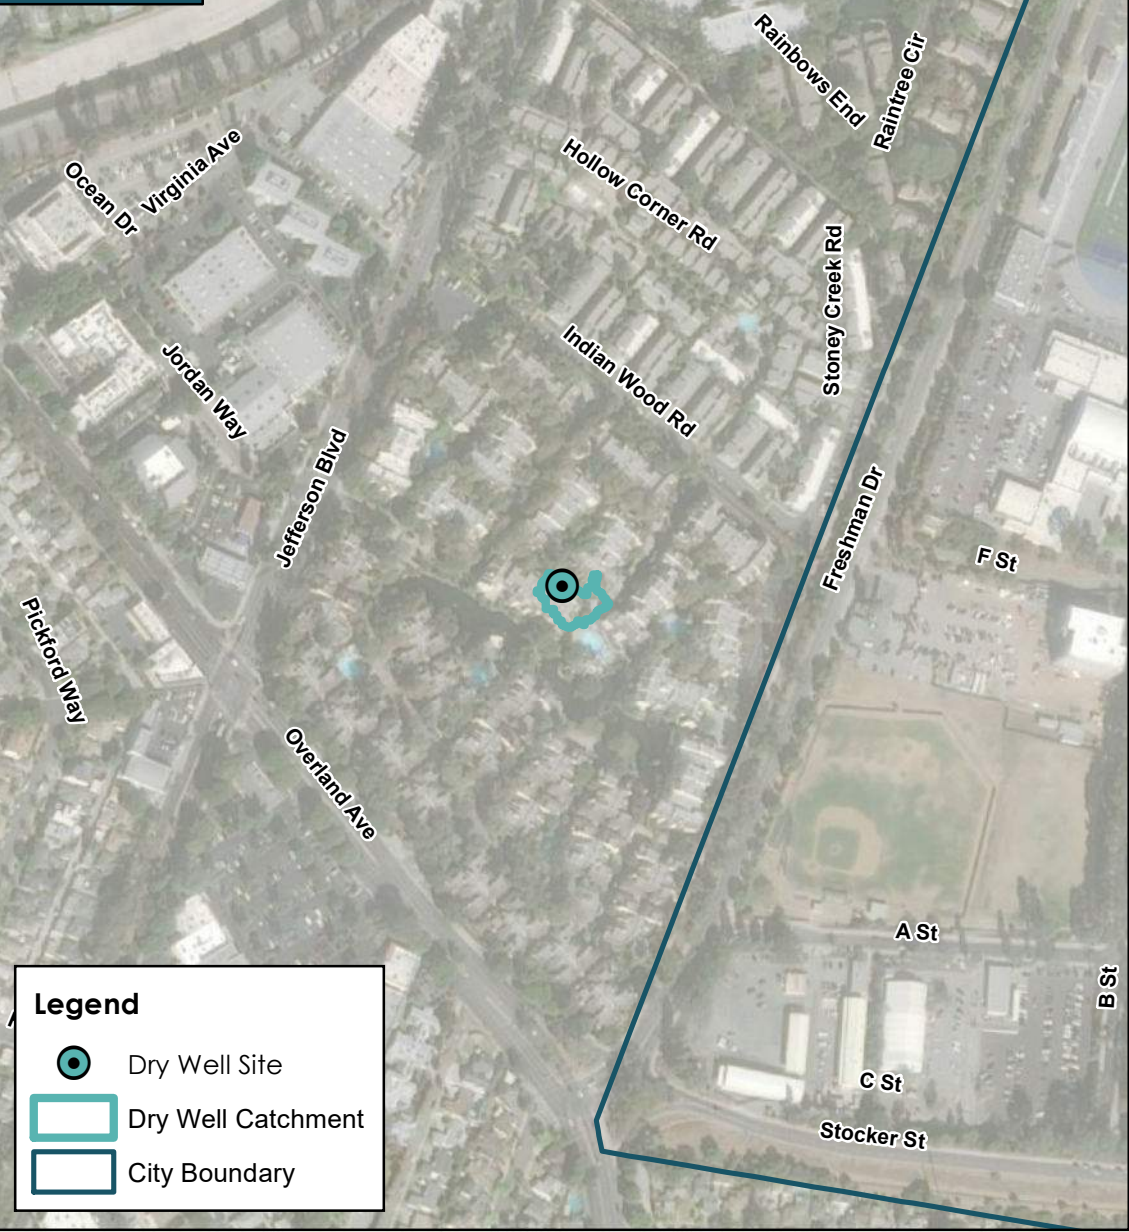 Rainbows End
Raintree Cir
Virginia Ave
Ocean Dr
Hollow Corner Rd
Stoney Creek Rd
Indian Wood Rd
Jordan Way
Jefferson Blvd
Freshman Dr
F St
Pickford Way
Overland Ave
A St
B St
C St
Stocker St
Legend
Dry Well Site
Dry Well Catchment
City Boundary